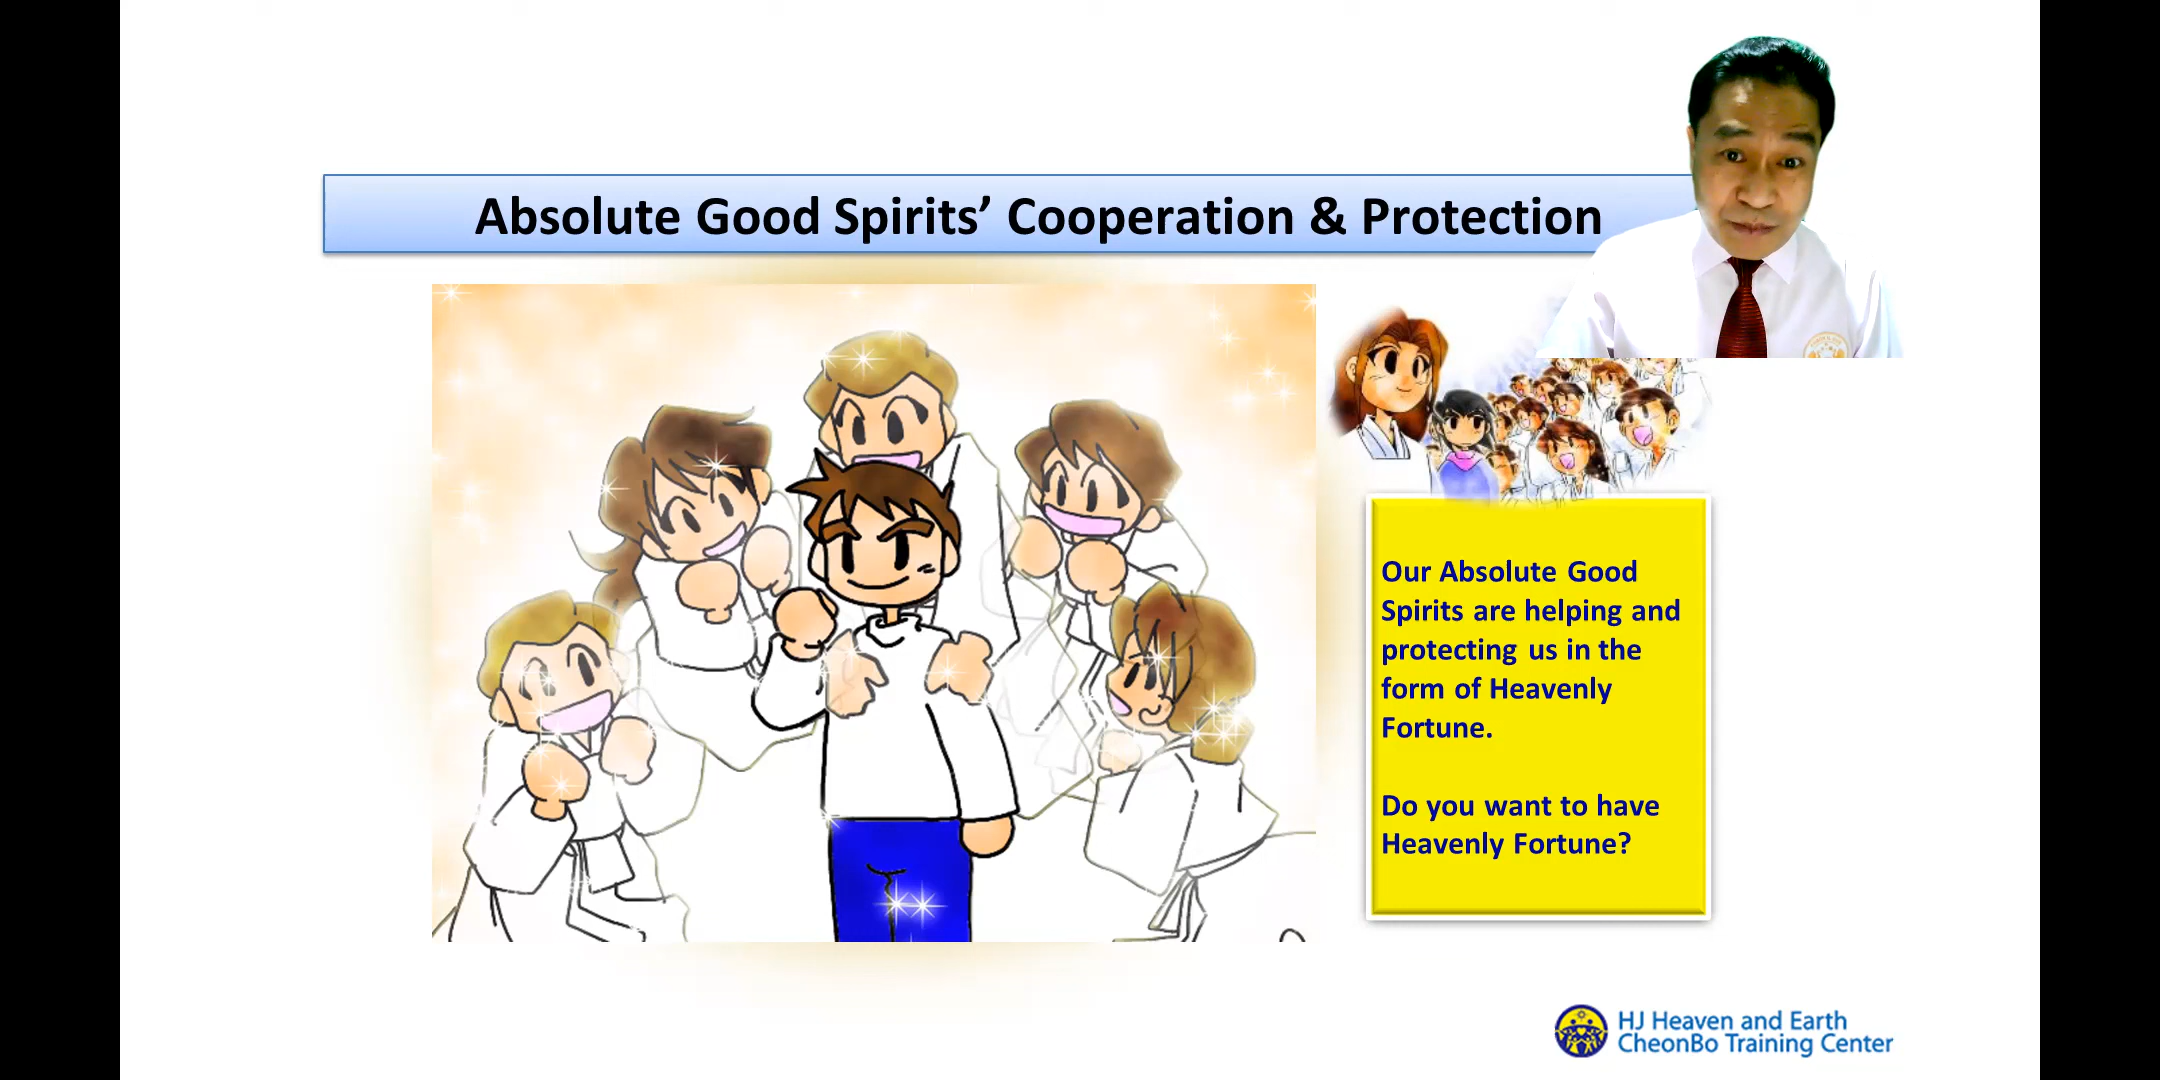 Absolute Good Spirits’ Cooperation & Protection
Our Absolute Good
Spirits are helping and
protecting us in the
form of Heavenly
Fortune.
Do you want to have
Heavenly Fortune?
HJ Heaven and Earth
CheonBo Training Center